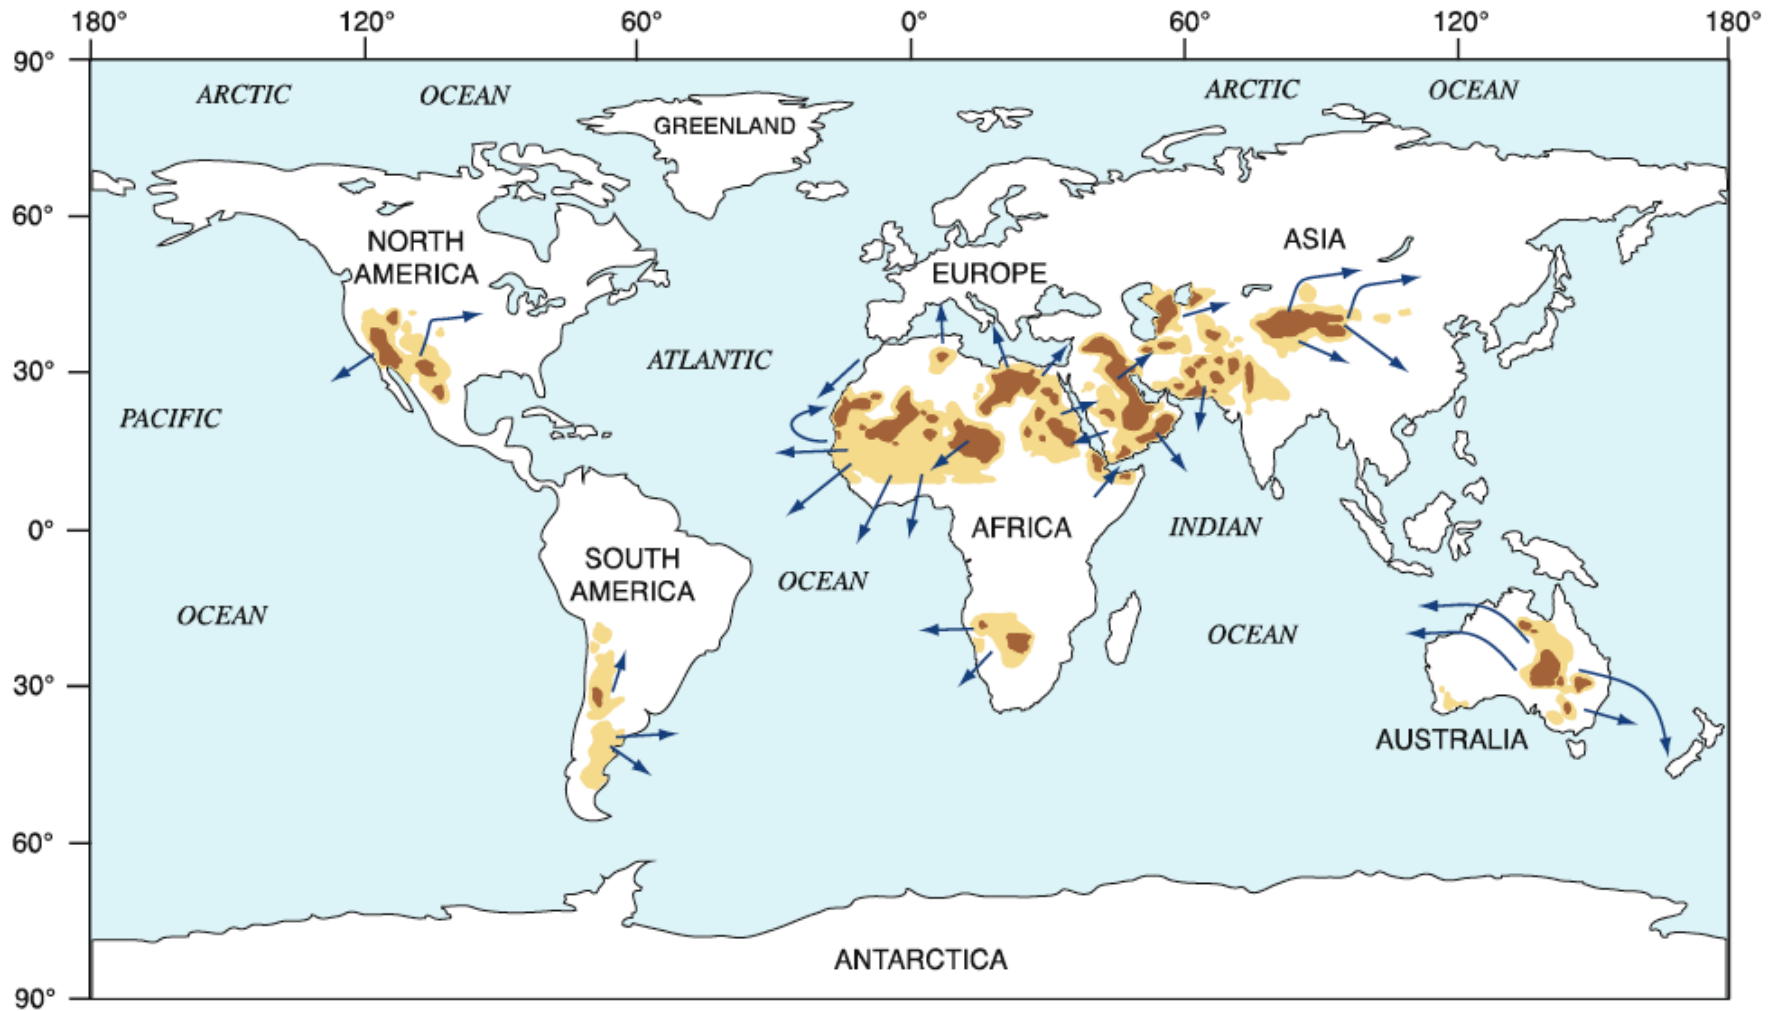 180° 120° 60° 0° 60° 120° 180°
90°
ARCTIC OCEAN ARCTIC OCEAN
GREENLAND
60°
NORTH
AMERICA
ASIA
EUROPE
30°
ATLANTIC
PACIFIC
0°
AFRICA
INDIAN
SOUTH
AMERICA
OCEAN
OCEAN
OCEAN
30°
AUSTRALIA
60°
ANTARCTICA
90°